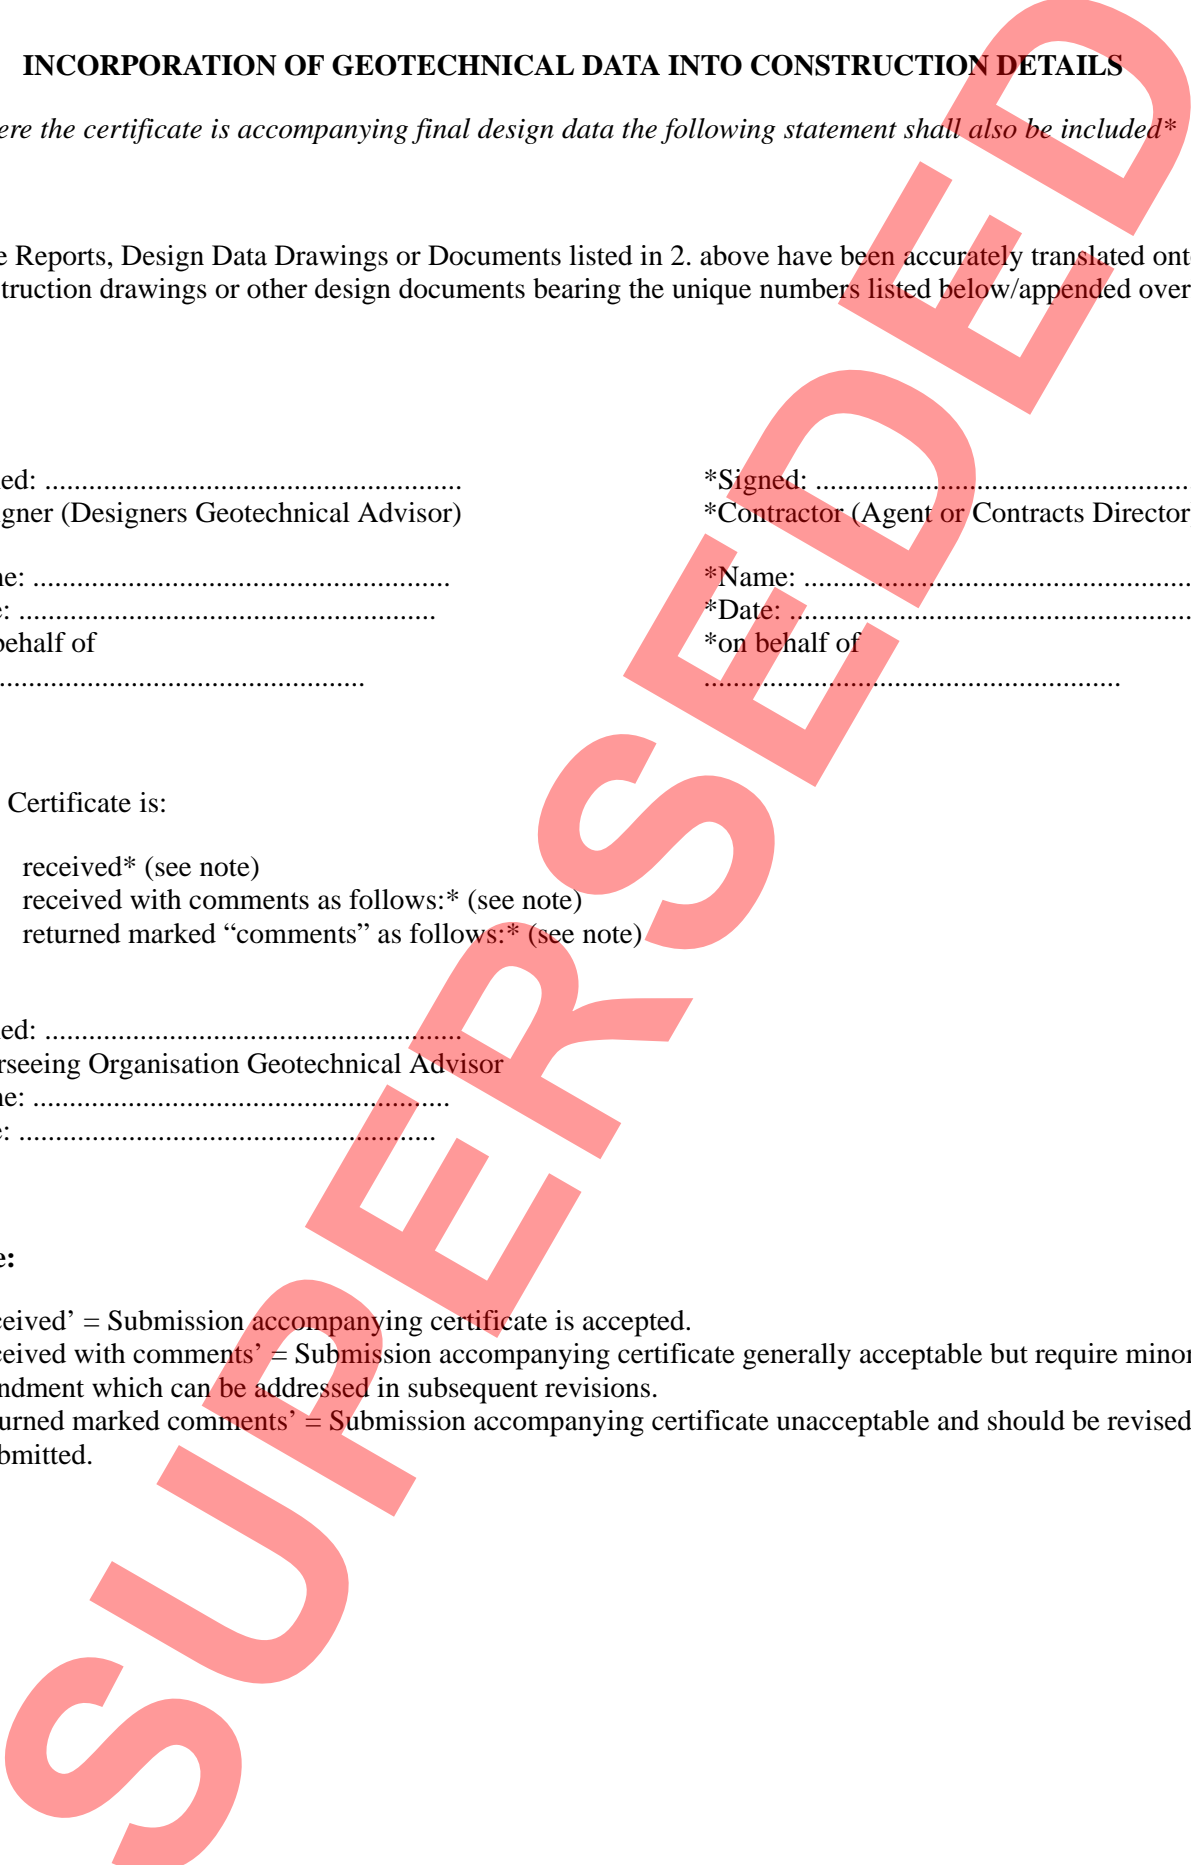 INCORPORATION OF GEOTECHNICAL DATA INTO CONSTRUCTION DETAILS
ere the certificate is accompanying final design data the following statement shall also be included*
e Reports, Design Data Drawings or Documents listed in 2. above have been accurately translated ont
truction drawings or other design documents bearing the unique numbers listed below/appended over
ed: ......................................................... *Signed: ...................................................
gner (Designers Geotechnical Advisor) *Contractor (Agent or Contracts Director
ne: ......................................................... *Name: .....................................................
e: ......................................................... *Date: .......................................................
behalf of *on behalf of
.................................................. .........................................................
Certificate is:
received* (see note)
received with comments as follows:* (see note)
returned marked “comments” as follows:* (see note)
ed: .........................................................
rseeing Organisation Geotechnical Advisor
ne: .........................................................
e: .........................................................
e:
ceived’ = Submission accompanying certificate is accepted.
ceived with comments’ = Submission accompanying certificate generally acceptable but require minor
ndment which can be addressed in subsequent revisions.
urned marked comments’ = Submission accompanying certificate unacceptable and should be revised
bmitted.
SUPERSEDED